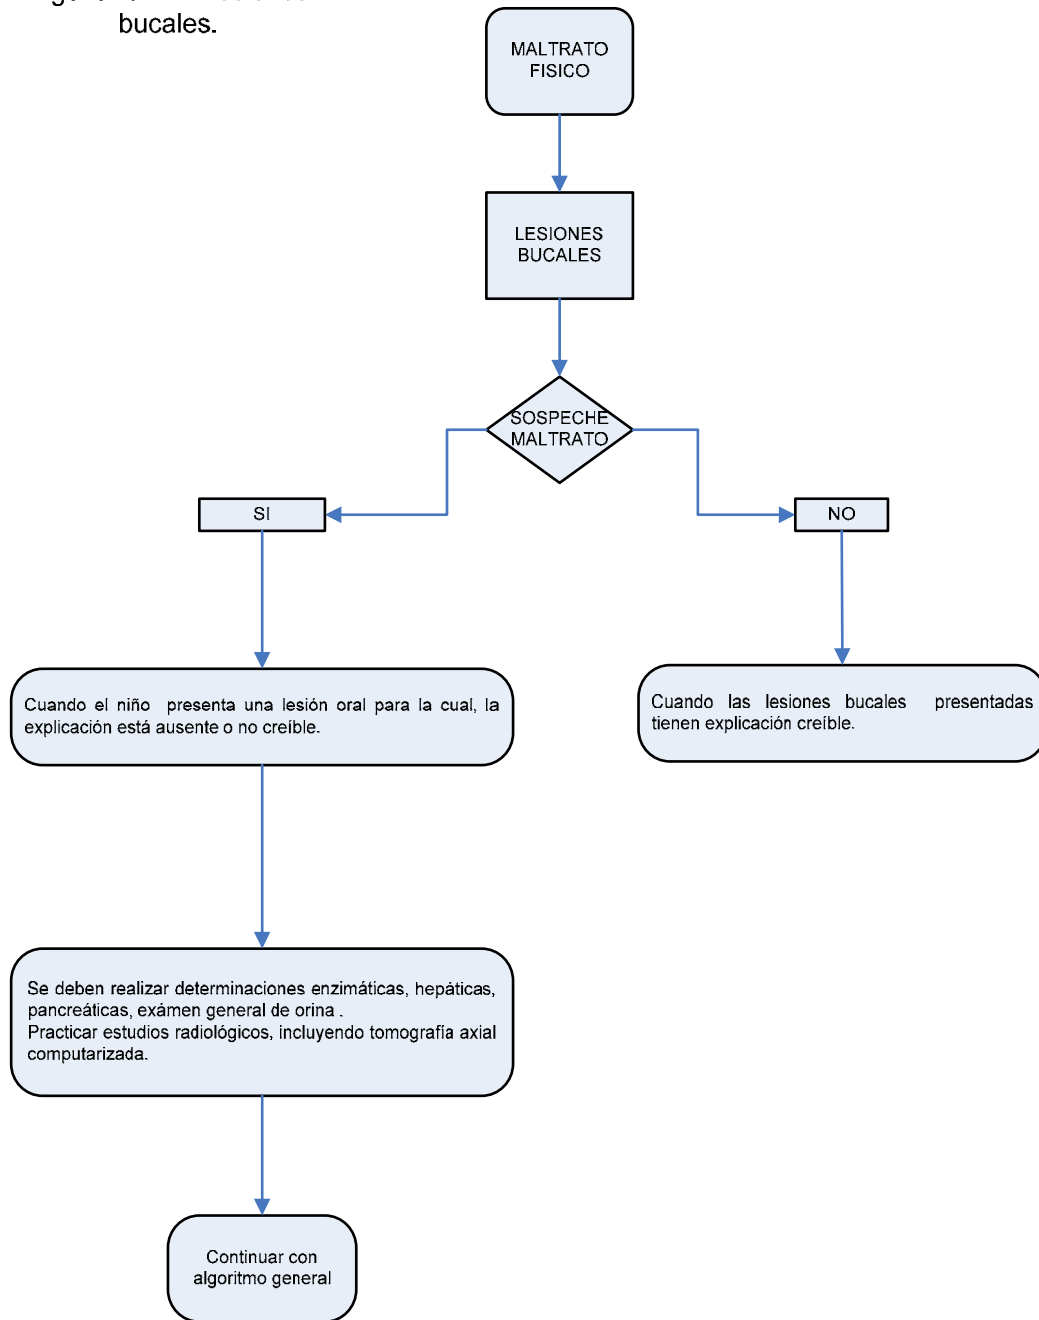 bucales.
MALTRATO
FISICO
LESIONES
BUCALES
SOSPECHE
MALTRATO
SI
NO
Cuando el niño presenta una lesión oral para la cual, la
explicación está ausente o no creíble.
Cuando las lesiones bucales presentadas
tienen explicación creíble.
Se deben realizar determinaciones enzimáticas, hepáticas,
pancreáticas, exámen general de orina .
Practicar estudios radiológicos, incluyendo tomografía axial
computarizada.
Continuar con
algoritmo general